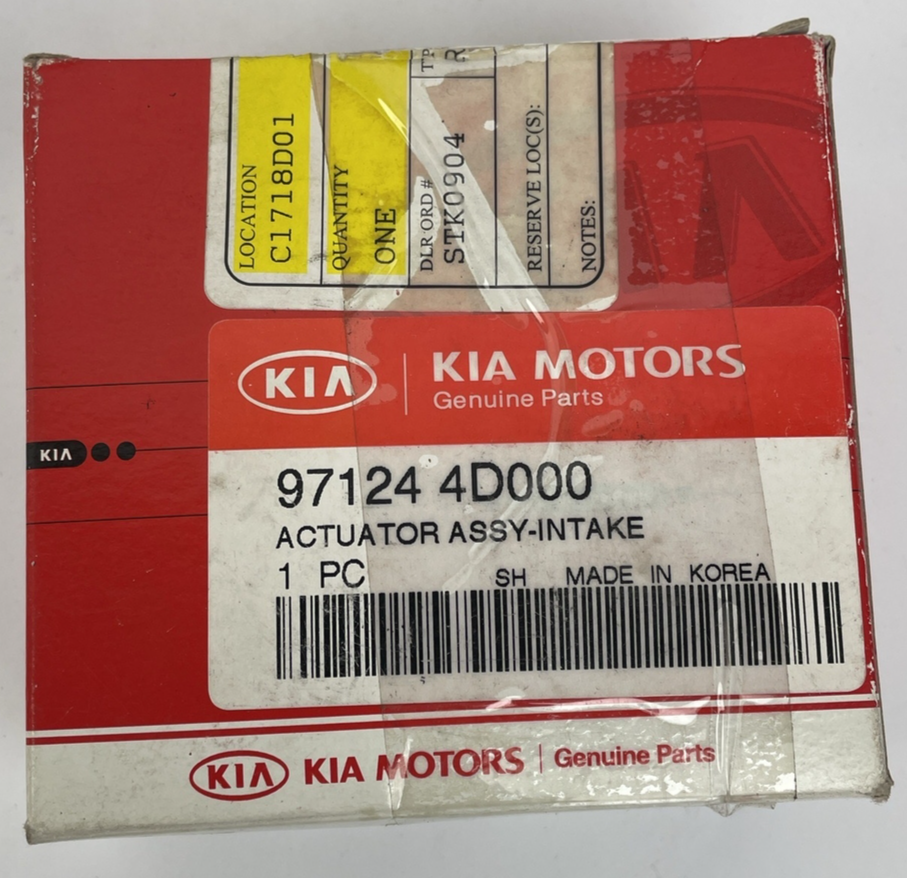 LOCATION
C1718D01
QUANTITY
ONE
DLR ORD #
STK0904
RESERVE LOC(S):
NOTES:
KIA
KIA MOTORS
Genuine Parts
KIA
97124 4D000
ACTUATOR ASSY-INTAKE
1 PC SH MADE IN KOREA
KIA KIA MOTORS | Genuine Parts